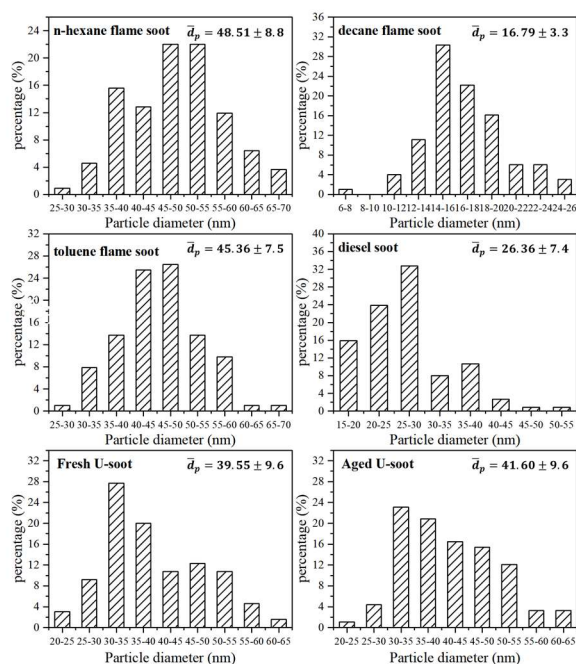 n-hexane flame soot
d̄p = 48.51 ± 8.8
percentage (%)
24
20
16
12
8
4
0
25-30 30-35 35-40 40-45 45-50 50-55 55-60 60-65 65-70
Particle diameter (nm)
decane flame soot
d̄p = 16.79 ± 3.3
percentage (%)
36
32
28
24
20
16
12
8
4
0
6-8 8-10 10-12 12-14 14-16 16-18 18-20 20-22 22-24 24-26
Particle diameter (nm)
toluene flame soot
d̄p = 45.36 ± 7.5
percentage (%)
24
16
12
8
4
0
25-30 30-35 35-40 40-45 45-50 50-55 55-60 60-65 65-70
Particle diameter (nm)
diesel soot
d̄p = 26.36 ± 7.4
percentage (%)
40
36
32
28
24
20
16
12
8
4
0
15-20 20-25 25-30 30-35 35-40 40-45 45-50 50-55
Particle diameter (nm)
Fresh U-soot
d̄p = 39.55 ± 9.6
percentage (%)
32
28
24
20
16
12
8
4
0
20-25 25-30 30-35 35-40 40-45 45-50 50-55 55-60 60-65
Particle diameter (nm)
Aged U-soot
d̄p = 41.60 ± 9.6
percentage (%)
32
28
24
20
16
12
8
4
0
20-25 25-30 30-35 35-40 40-45 45-50 50-55 55-60 60-65
Particle diameter (nm)